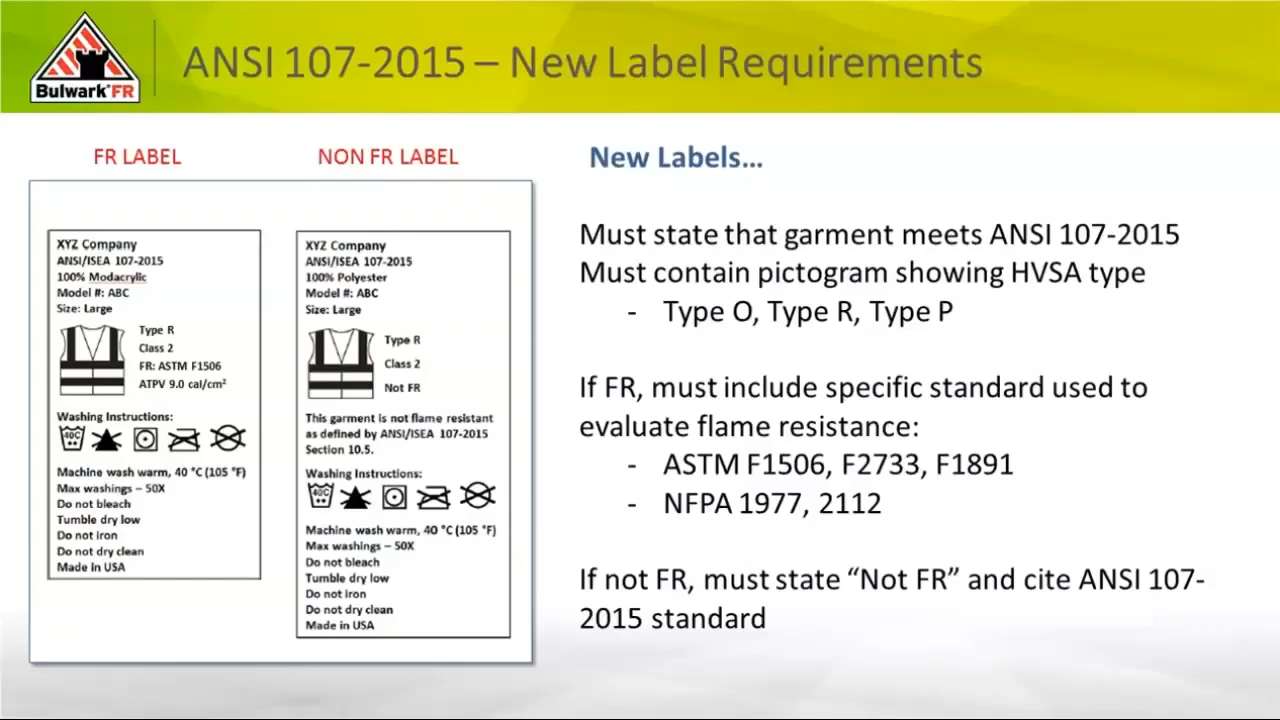 Bulwark®FR
ANSI 107-2015 – New Label Requirements
FR LABEL
XYZ Company
ANSI/ISEA 107-2015
100% Modacrylic
Model #: ABC
Size: Large
Type R
Class 2
FR: ASTM F1506
ATPV 9.0 cal/cm²
Washing Instructions:
40C
Machine wash warm, 40 °C (105 °F)
Max washings – 50X
Do not bleach
Tumble dry low
Do not iron
Do not dry clean
Made in USA
NON FR LABEL
XYZ Company
ANSI/ISEA 107-2015
100% Polyester
Model #: ABC
Size: Large
Type R
Class 2
Not FR
This garment is not flame resistant
as defined by ANSI/ISEA 107-2015
Section 10.5.
Washing Instructions:
40C
Machine wash warm, 40 °C (105 °F)
Max washings – 50X
Do not bleach
Tumble dry low
Do not iron
Do not dry clean
Made in USA
New Labels...
Must state that garment meets ANSI 107-2015
Must contain pictogram showing HVSA type
- Type O, Type R, Type P
If FR, must include specific standard used to
evaluate flame resistance:
- ASTM F1506, F2733, F1891
- NFPA 1977, 2112
If not FR, must state “Not FR” and cite ANSI 107-
2015 standard